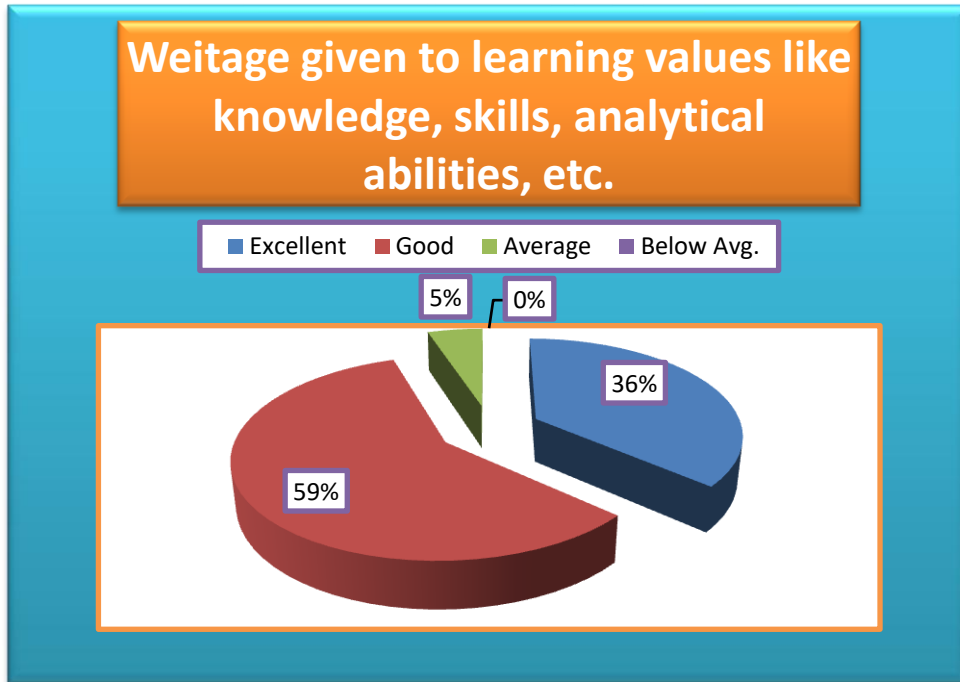 Weitage given to learning values like
knowledge, skills, analytical
abilities, etc.
Excellent Good Average Below Avg.
5% 0%
36%
59%